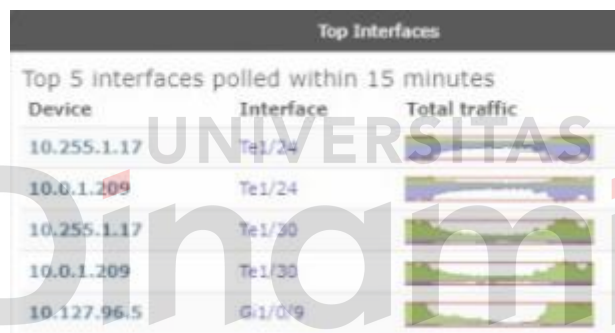 Top Interfaces
Top 5 interfaces polled within 15 minutes
Device Interface Total traffic
UNIVERSITAS
10.255.1.17 Te1/24
10.0.1.209 Te1/24
Dinami
10.255.1.17 Te1/30
10.0.1.209 Te1/30
10.127.96.5 Gi1/0/9